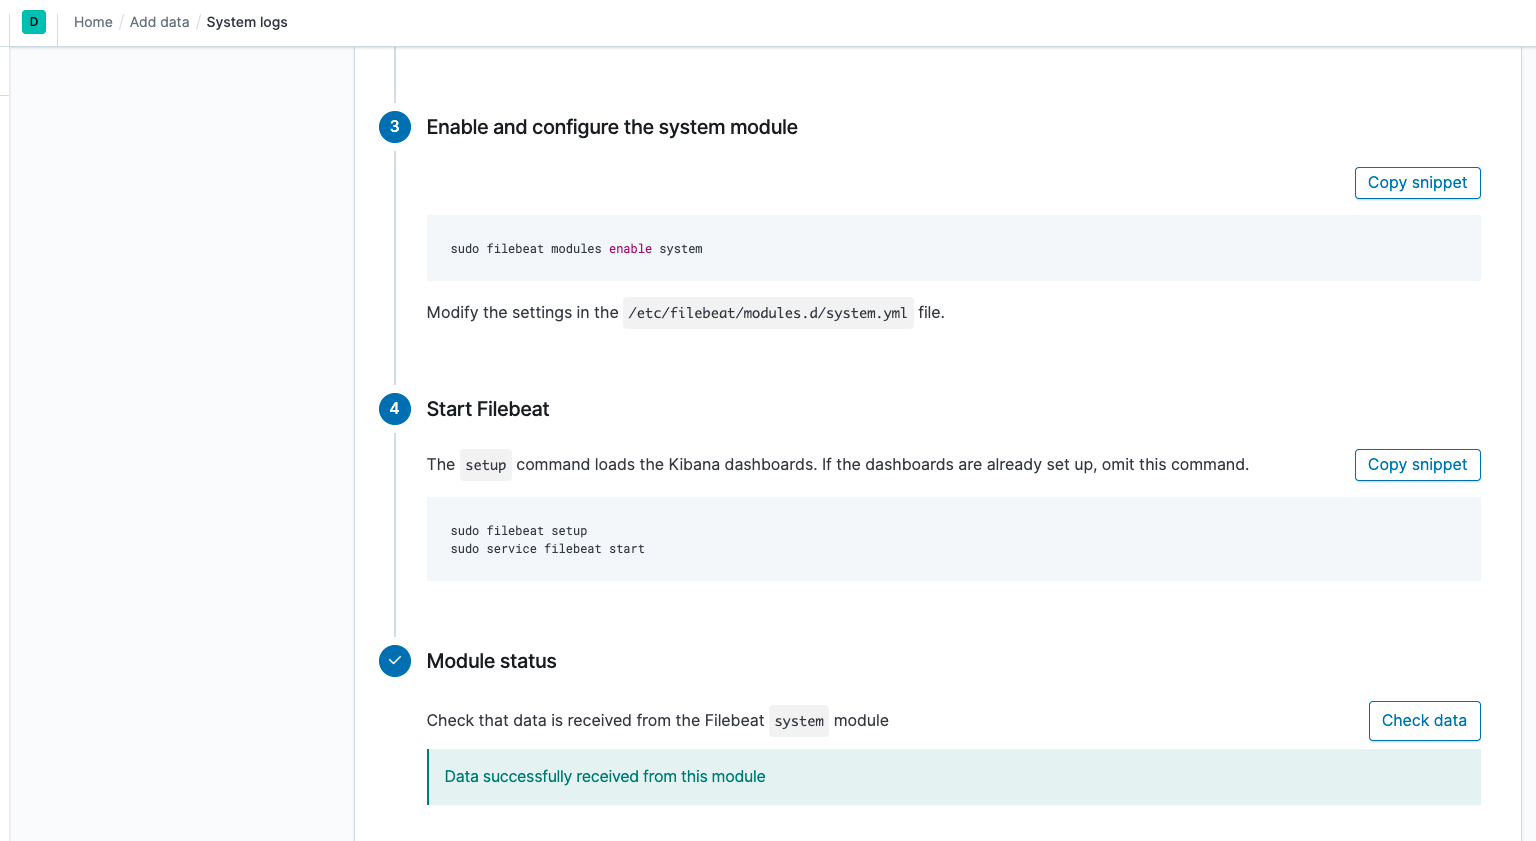 D Home / Add data / System logs
3 Enable and configure the system module
Copy snippet
sudo filebeat modules enable system
Modify the settings in the /etc/filebeat/modules.d/system.yml file.
4 Start Filebeat
The setup command loads the Kibana dashboards. If the dashboards are already set up, omit this command. Copy snippet
sudo filebeat setup
sudo service filebeat start
Module status
Check that data is received from the Filebeat system module Check data
Data successfully received from this module